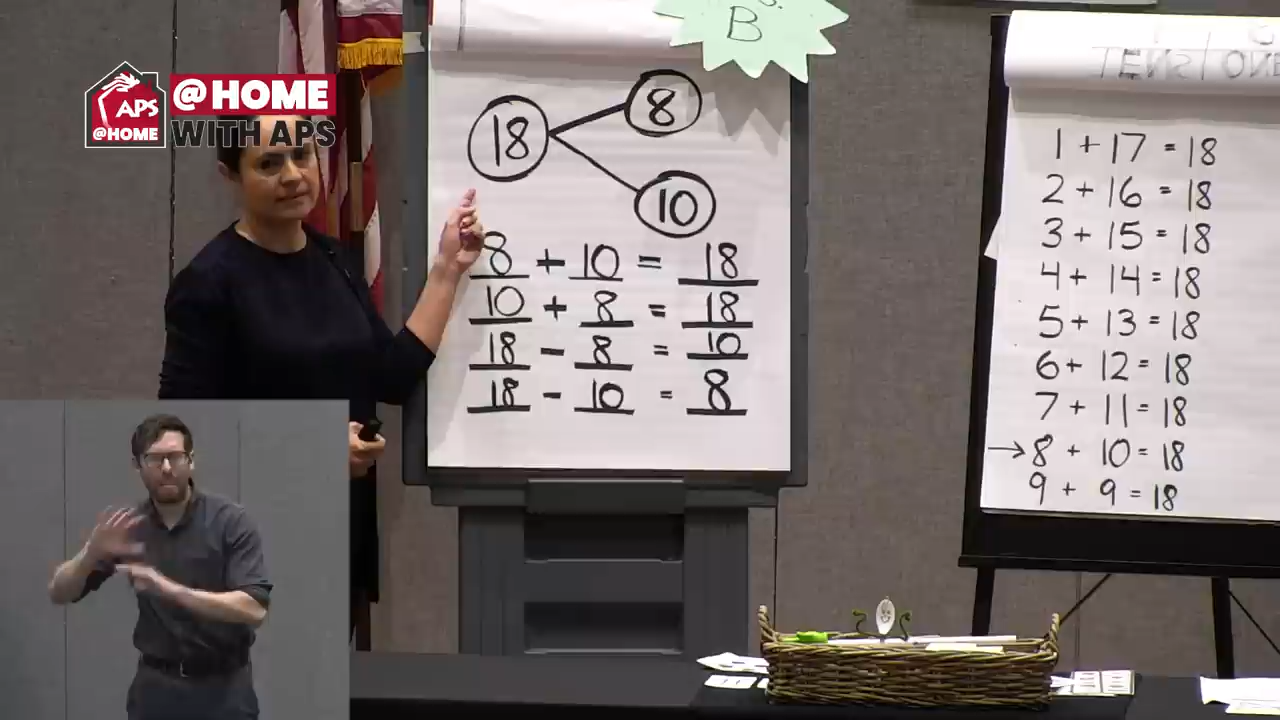 APS
@HOME
@HOME
WITH APS
B
18
8
10
8 + 10 = 18
10 + 8 = 18
18 - 8 = 10
18 - 10 = 8
TENS
1 + 17 = 18
2 + 16 = 18
3 + 15 = 18
4 + 14 = 18
5 + 13 = 18
6 + 12 = 18
7 + 11 = 18
→ 8 + 10 = 18
9 + 9 = 18